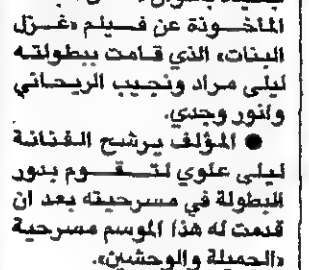 المأخوذة عن فيلم «غزل
البنات» الذي قامت ببطولته
ليلى مراد ونجيب الريحاني
وانور وجدي.
● المؤلف يرشح الفنانة
ليلى علوي لتقوم بدور
البطولة في مسرحيته بعد ان
قدمت له هذا الموسم مسرحية
«الجميلة والوحشين».